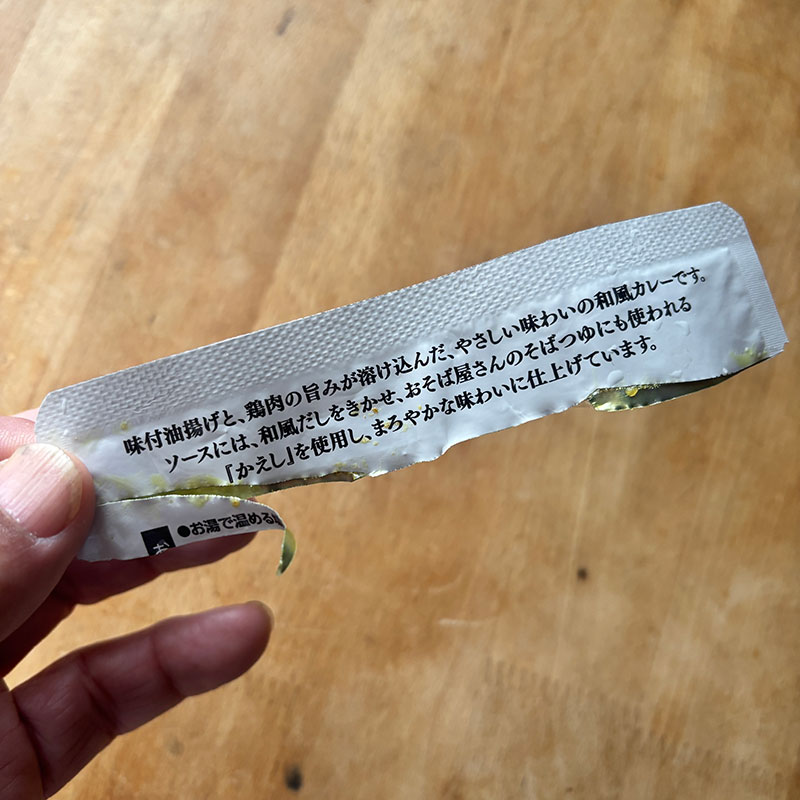 味付油揚げと、鶏肉の旨みが溶け込んだ、やさしい味わいの和風カレーです。
ソースには、和風だしをきかせ、おそば屋さんのそばつゆにも使われる
「かえし」を使用し、まろやかな味わいに仕上げています。
お
●お湯で温める